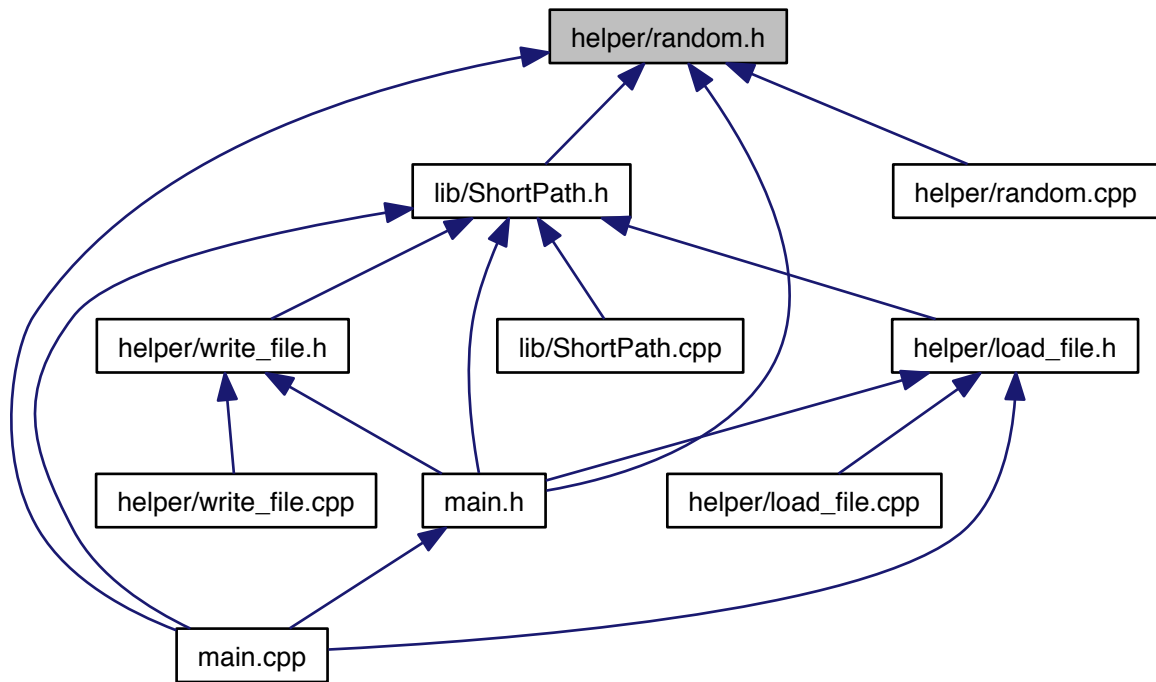 helper/random.h
lib/ShortPath.h
helper/random.cpp
helper/write_file.h
lib/ShortPath.cpp
helper/load_file.h
helper/write_file.cpp
main.h
helper/load_file.cpp
main.cpp